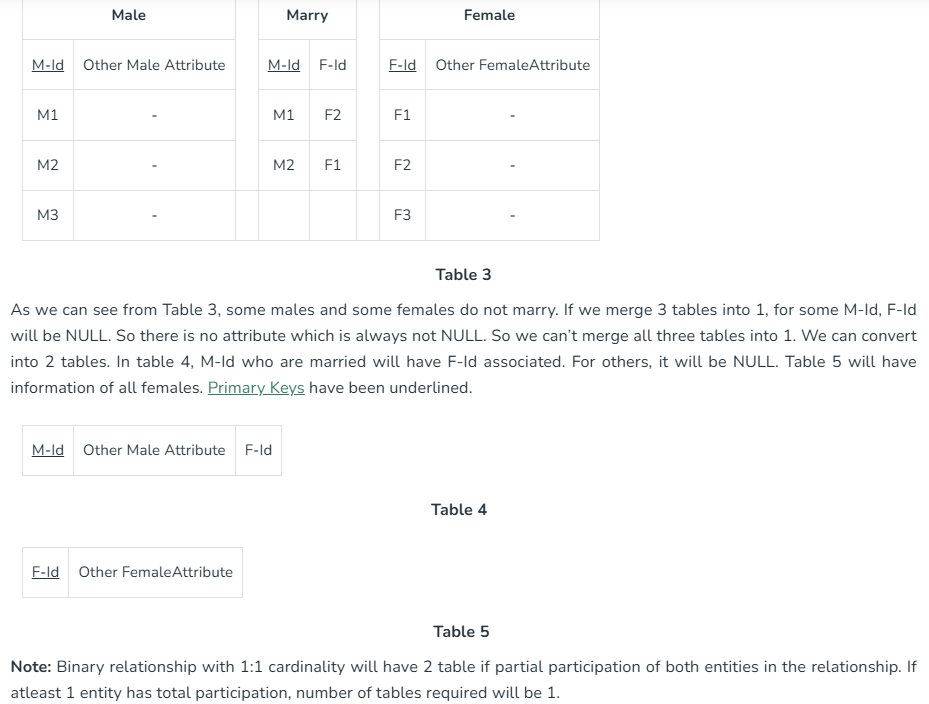 Male Marry Female
M-Id Other Male Attribute M-Id F-Id F-Id Other FemaleAttribute
M1 - M1 F2 F1 -
M2 - M2 F1 F2 -
M3 - F3 -
Table 3
As we can see from Table 3, some males and some females do not marry. If we merge 3 tables into 1, for some M-Id, F-Id
will be NULL. So there is no attribute which is always not NULL. So we can’t merge all three tables into 1. We can convert
into 2 tables. In table 4, M-Id who are married will have F-Id associated. For others, it will be NULL. Table 5 will have
information of all females. Primary Keys have been underlined.
M-Id Other Male Attribute F-Id
Table 4
F-Id Other FemaleAttribute
Table 5
Note: Binary relationship with 1:1 cardinality will have 2 table if partial participation of both entities in the relationship. If
atleast 1 entity has total participation, number of tables required will be 1.